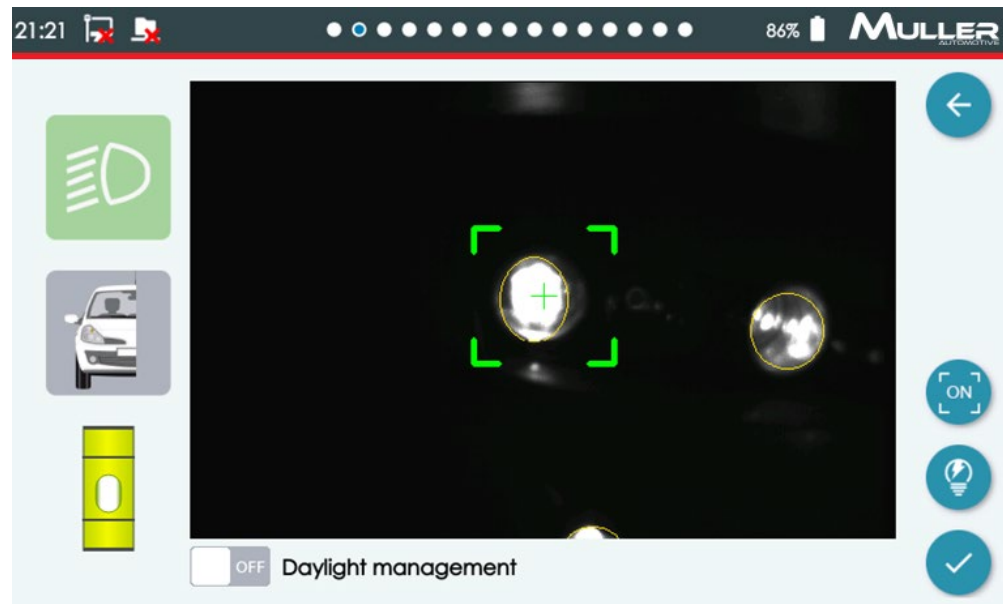 21:21
86%
MULLER
AUTOMOTIVE
ON
OFF Daylight management